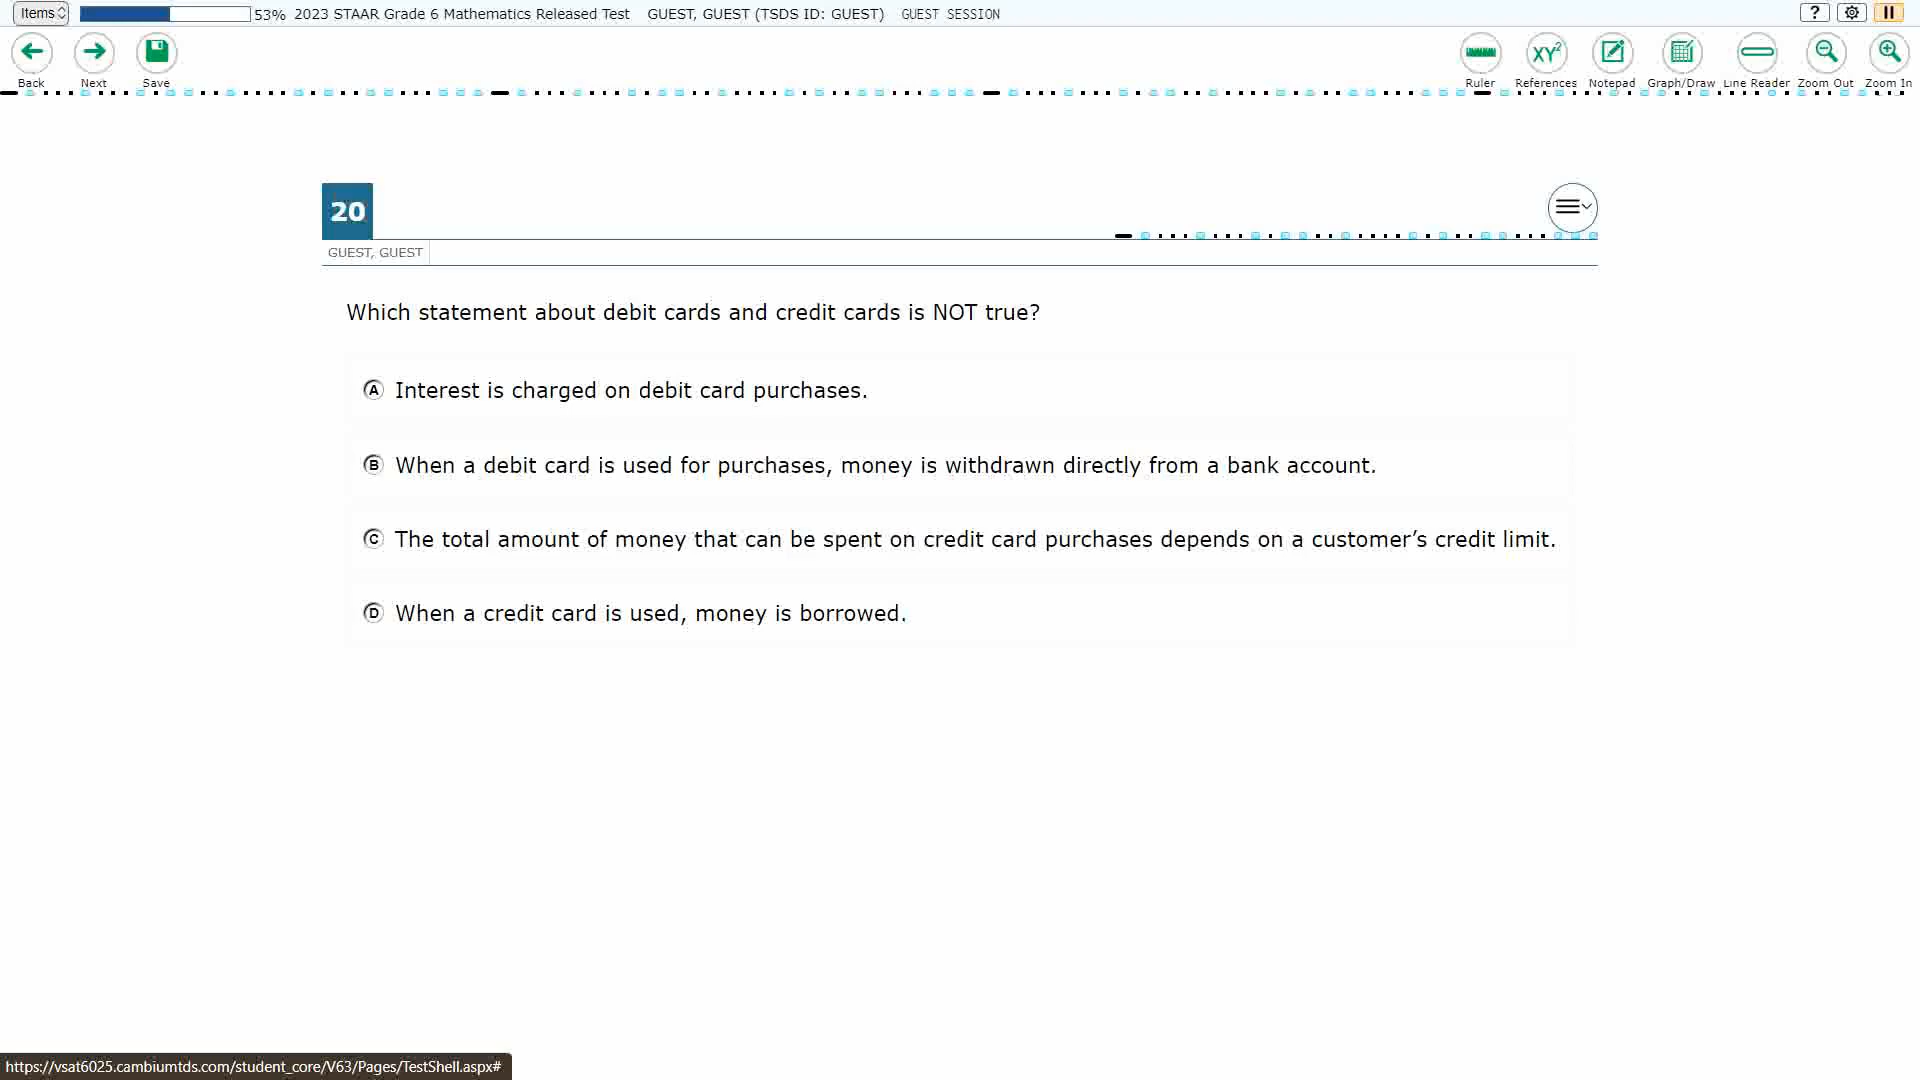 Items 53% 2023 STAAR Grade 6 Mathematics Released Test GUEST, GUEST (TSDS ID: GUEST) GUEST SESSION ?
Back Next Save Ruler XY² References Notepad Graph/Draw Line Reader Zoom Out Zoom In
20
GUEST, GUEST
Which statement about debit cards and credit cards is NOT true?
A Interest is charged on debit card purchases.
B When a debit card is used for purchases, money is withdrawn directly from a bank account.
C The total amount of money that can be spent on credit card purchases depends on a customer’s credit limit.
D When a credit card is used, money is borrowed.
https://vsat6025.cambiumtds.com/student_core/V63/Pages/TestShell.aspx#